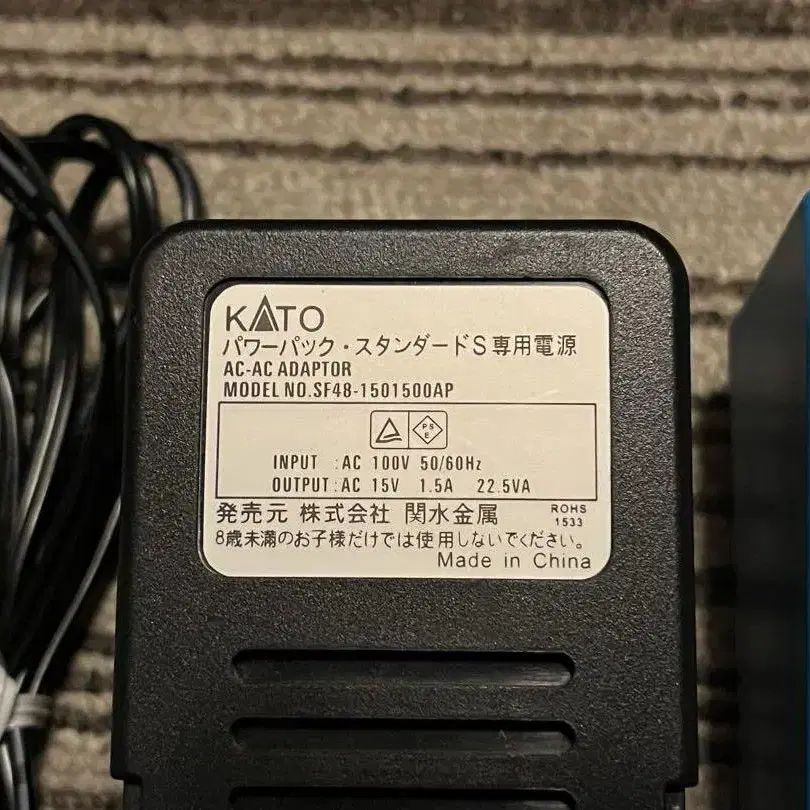 KATO
パワーパック・スタンダードS専用電源
AC-AC ADAPTOR
MODEL NO.SF48-1501500AP
PS
E
INPUT :AC 100V 50/60Hz
OUTPUT:AC 15V 1.5A 22.5VA
発売元 株式会社 関水金属
ROHS
1533
8歳未満のお子様だけでは使用しないでください。
Made in China